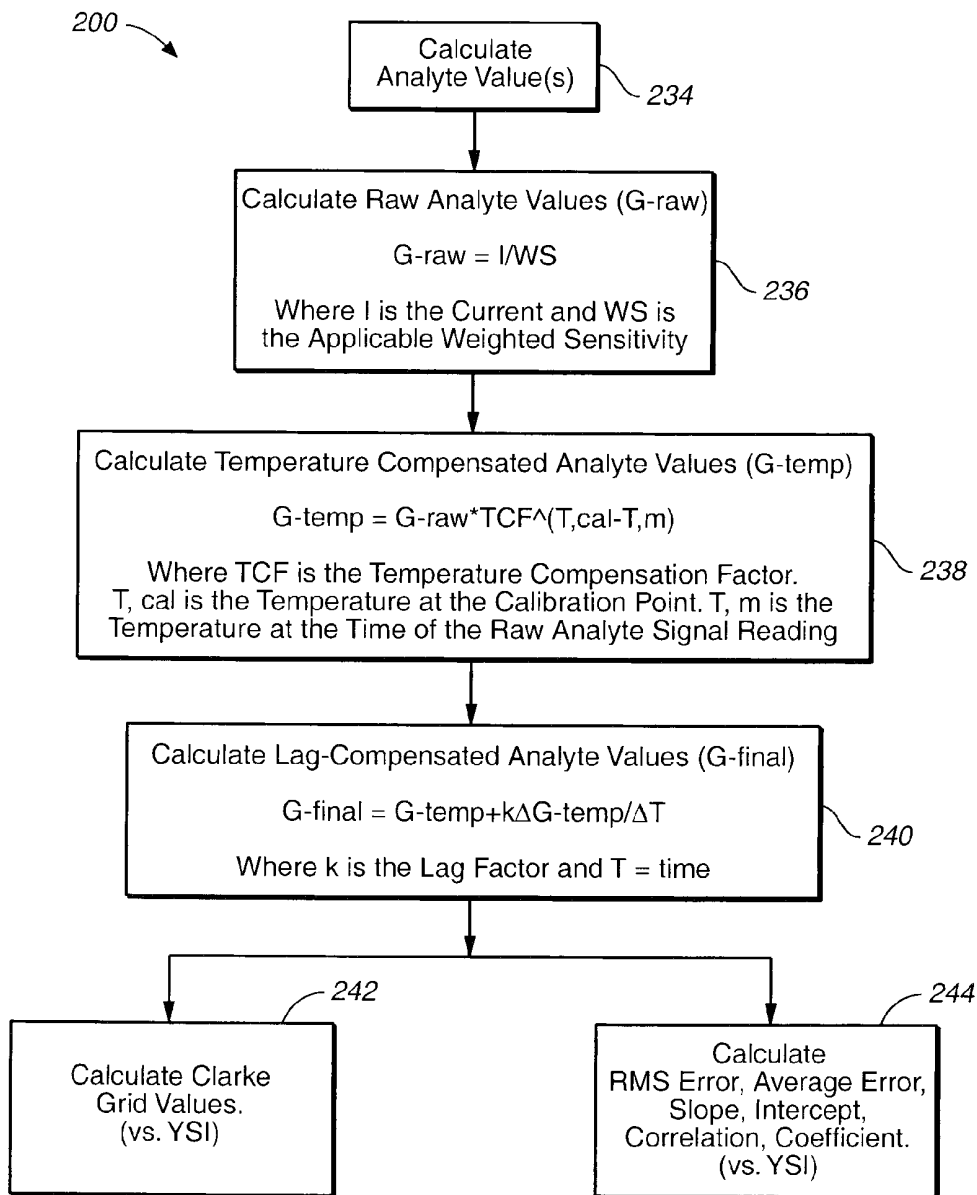 200
Calculate
Analyte Value(s)
234
Calculate Raw Analyte Values (G-raw)
G-raw = I/WS
Where I is the Current and WS is
the Applicable Weighted Sensitivity
236
Calculate Temperature Compensated Analyte Values (G-temp)
G-temp = G-raw*TCF^(T,cal-T,m)
Where TCF is the Temperature Compensation Factor.
T, cal is the Temperature at the Calibration Point. T, m is the
Temperature at the Time of the Raw Analyte Signal Reading
238
Calculate Lag-Compensated Analyte Values (G-final)
G-final = G-temp+kΔG-temp/ΔT
Where k is the Lag Factor and T = time
240
242
Calculate Clarke
Grid Values.
(vs. YSI)
244
Calculate
RMS Error, Average Error,
Slope, Intercept,
Correlation, Coefficient.
(vs. YSI)